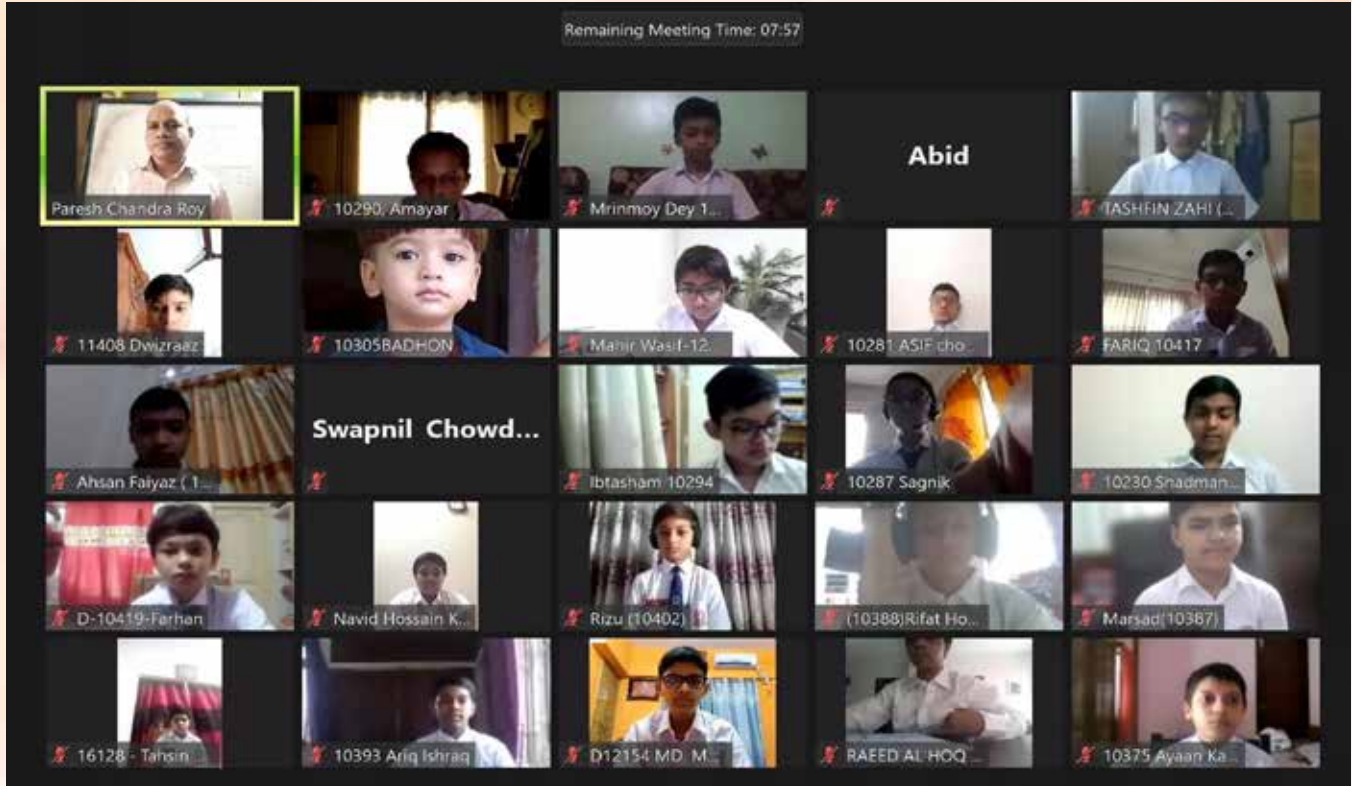 Remaining Meeting Time: 07:57
Paresh Chandra Roy
10290, Amayar
Mrinmoy Dey 1...
Abid
TASHFIN ZAHI (...
11408 Dwizraaz
10305BADHON
Mahir Wasif-12...
10281 ASIF cho...
FARIQ 10417
Ahsan Faiyaz ( 1...
Swapnil Chowd...
Ibtasham 10294
10287 Sagnik
10230 Shadman...
D-10419-Farhan
Navid Hossain K...
Rizu (10402)
(10388)Rifat Ho...
Marsad(10387)
16128 - Tahsin
10393 Ariq Ishraq
D12154 MD. M...
RAEED AL HOQ...
10375 Ayaan Ka...